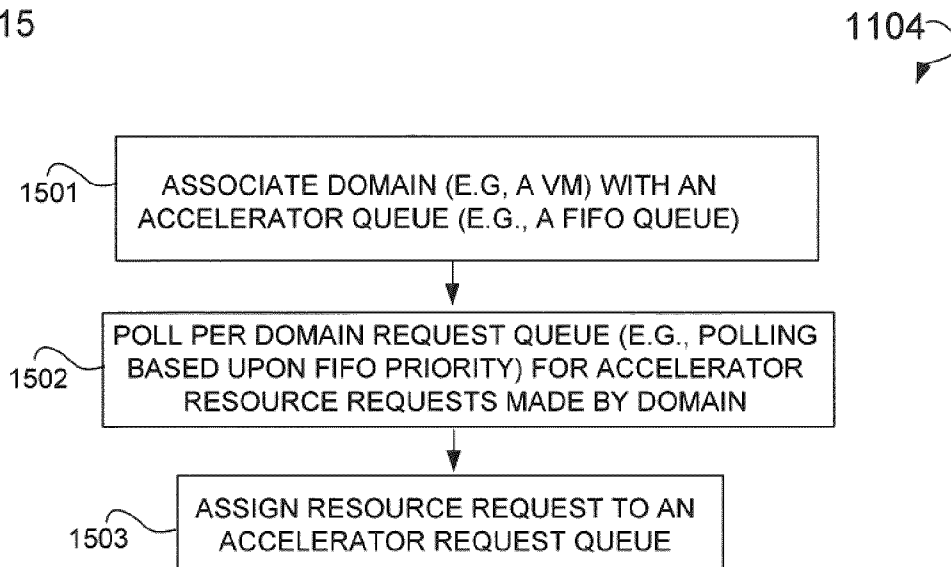 15
1104
1501
ASSOCIATE DOMAIN (E.G, A VM) WITH AN
ACCELERATOR QUEUE (E.G., A FIFO QUEUE)
1502
POLL PER DOMAIN REQUEST QUEUE (E.G., POLLING
BASED UPON FIFO PRIORITY) FOR ACCELERATOR
RESOURCE REQUESTS MADE BY DOMAIN
1503
ASSIGN RESOURCE REQUEST TO AN
ACCELERATOR REQUEST QUEUE